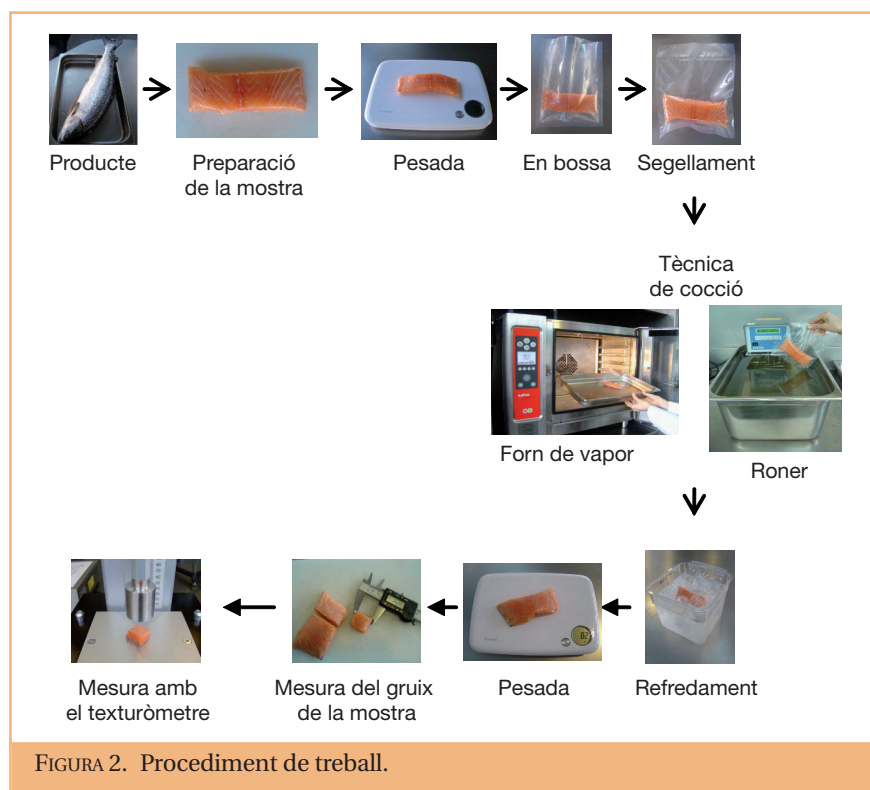 Producte
Preparació
de la mostra
Pesada
En bossa
Segellament
Tècnica
de cocció
Forn de vapor
Roner
Refredament
Pesada
82
Mesura del gruix
de la mostra
Mesura amb
el texturòmetre
FIGURA 2. Procediment de treball.